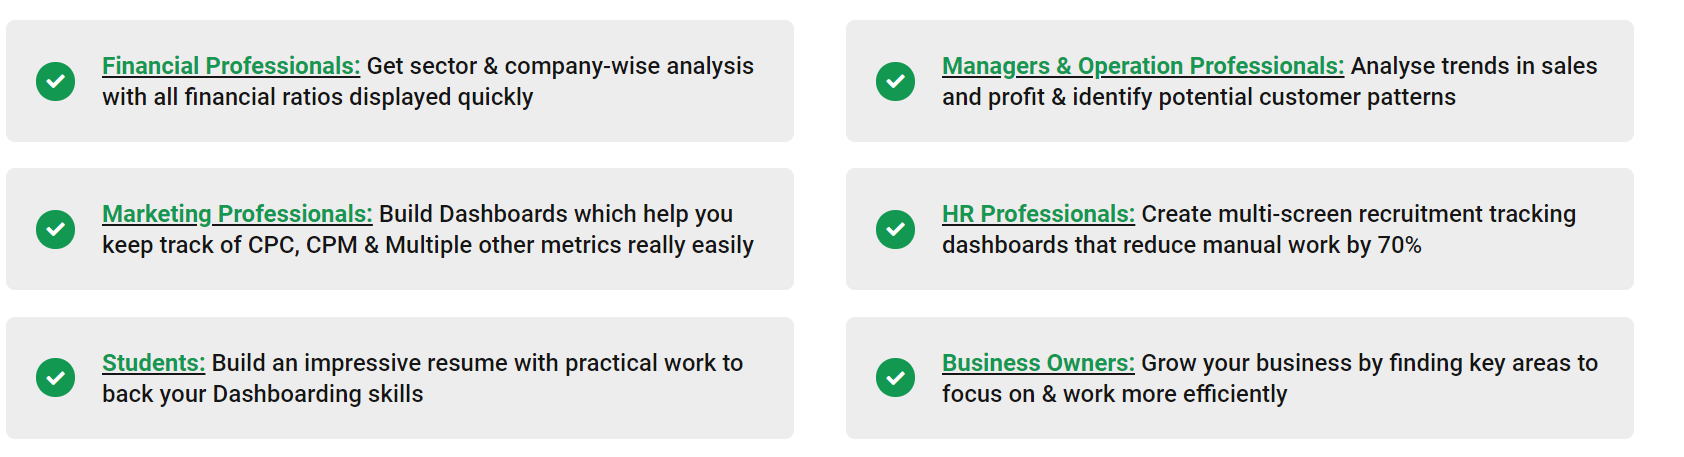 Financial Professionals: Get sector & company-wise analysis
with all financial ratios displayed quickly
Managers & Operation Professionals: Analyse trends in sales
and profit & identify potential customer patterns
Marketing Professionals: Build Dashboards which help you
keep track of CPC, CPM & Multiple other metrics really easily
HR Professionals: Create multi-screen recruitment tracking
dashboards that reduce manual work by 70%
Students: Build an impressive resume with practical work to
back your Dashboarding skills
Business Owners: Grow your business by finding key areas to
focus on & work more efficiently